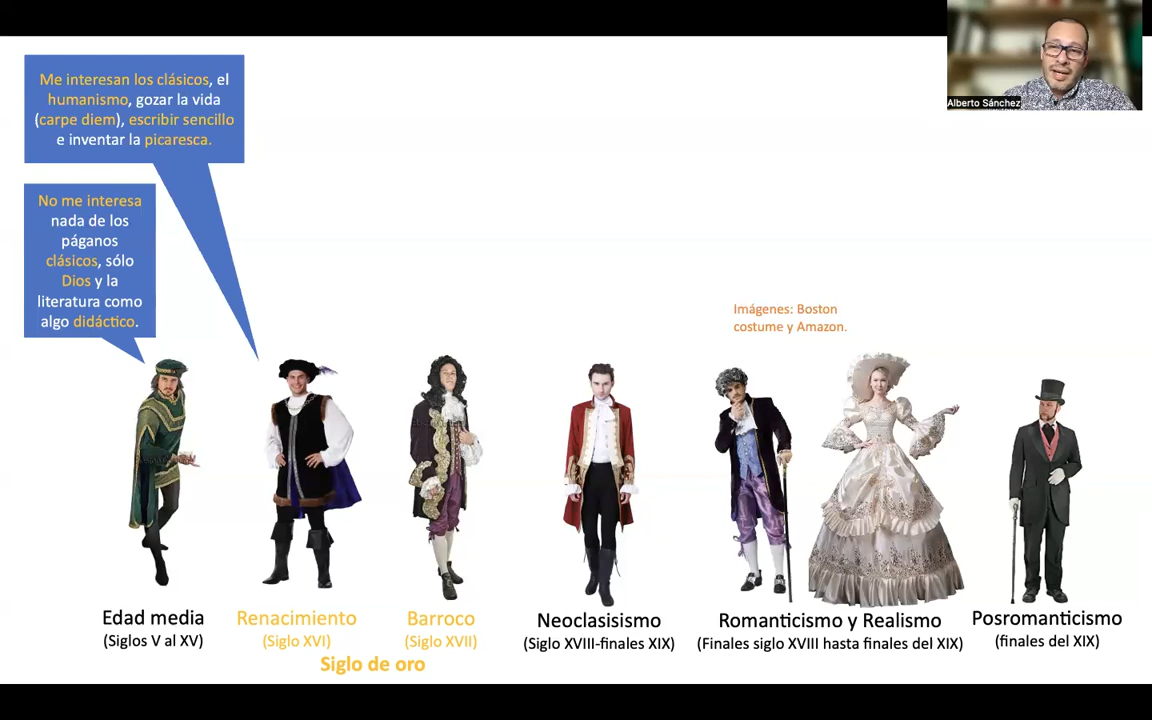 Alberto Sánchez
Me interesan los clásicos, el
humanismo, gozar la vida
(carpe diem), escribir sencillo
e inventar la picaresca.
No me interesa
nada de los
páganos
clásicos, sólo
Dios y la
literatura como
algo didáctico.
Imágenes: Boston
costume y Amazon.
Edad media
(Siglos V al XV)
Renacimiento
(Siglo XVI)
Barroco
(Siglo XVII)
Siglo de oro
Neoclasisismo
(Siglo XVIII-finales XIX)
Romanticismo y Realismo
(Finales siglo XVIII hasta finales del XIX)
Posromanticismo
(finales del XIX)